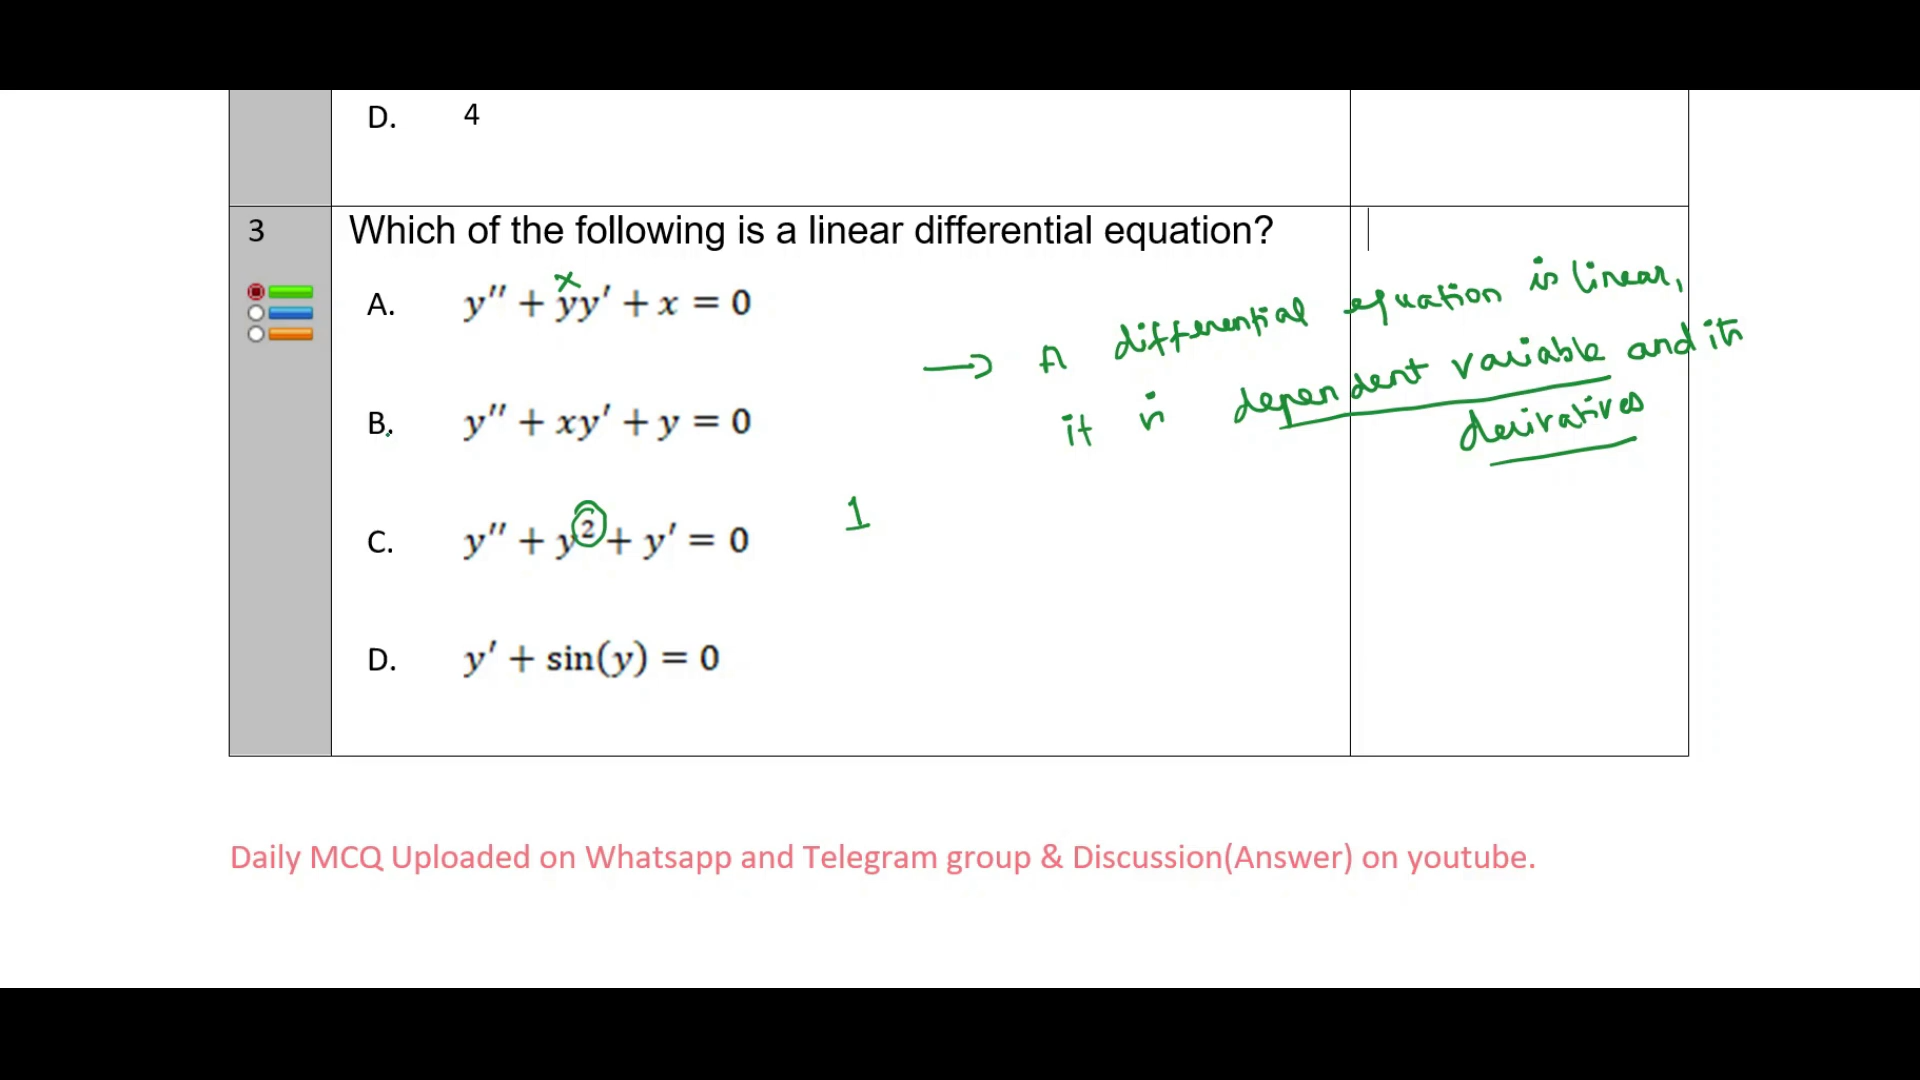 D. 4
3 Which of the following is a linear differential equation?
A. y″ + yy′ + x = 0
x
→ A differential equation is linear,
it is dependent variable and its
derivatives
B. y″ + xy′ + y = 0
C. y″ + y² + y′ = 0 1
D. y′ + sin(y) = 0
Daily MCQ Uploaded on Whatsapp and Telegram group & Discussion(Answer) on youtube.